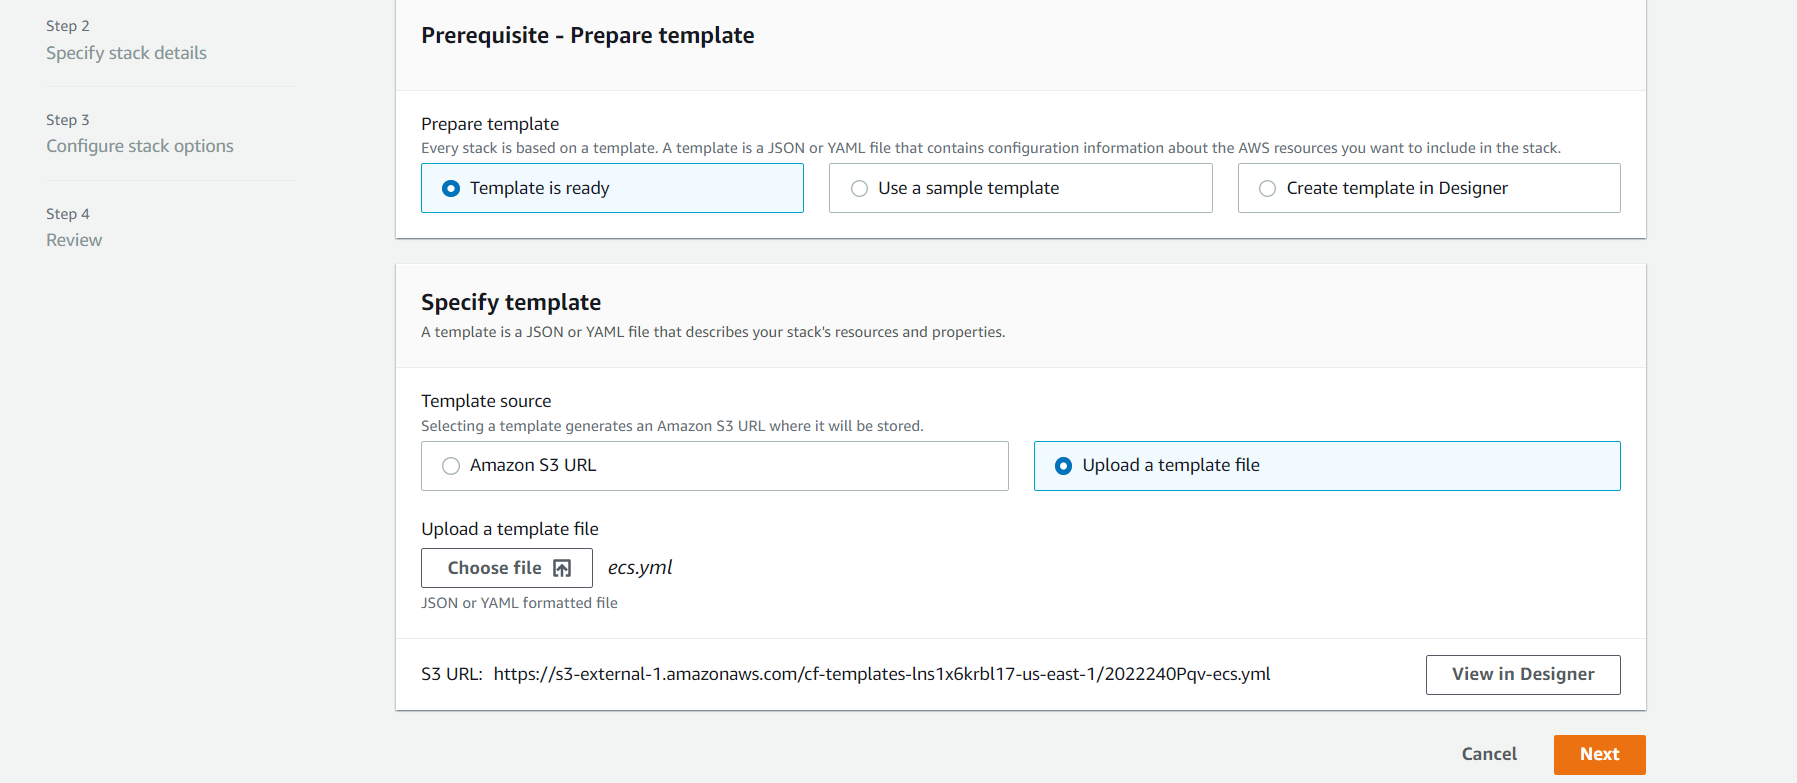 Step 2
Specify stack details
Step 3
Configure stack options
Step 4
Review
Prerequisite - Prepare template
Prepare template
Every stack is based on a template. A template is a JSON or YAML file that contains configuration information about the AWS resources you want to include in the stack.
Template is ready
Use a sample template
Create template in Designer
Specify template
A template is a JSON or YAML file that describes your stack's resources and properties.
Template source
Selecting a template generates an Amazon S3 URL where it will be stored.
Amazon S3 URL
Upload a template file
Upload a template file
Choose file
ecs.yml
JSON or YAML formatted file
S3 URL: https://s3-external-1.amazonaws.com/cf-templates-lns1x6krbl17-us-east-1/2022240Pqv-ecs.yml
View in Designer
Cancel
Next